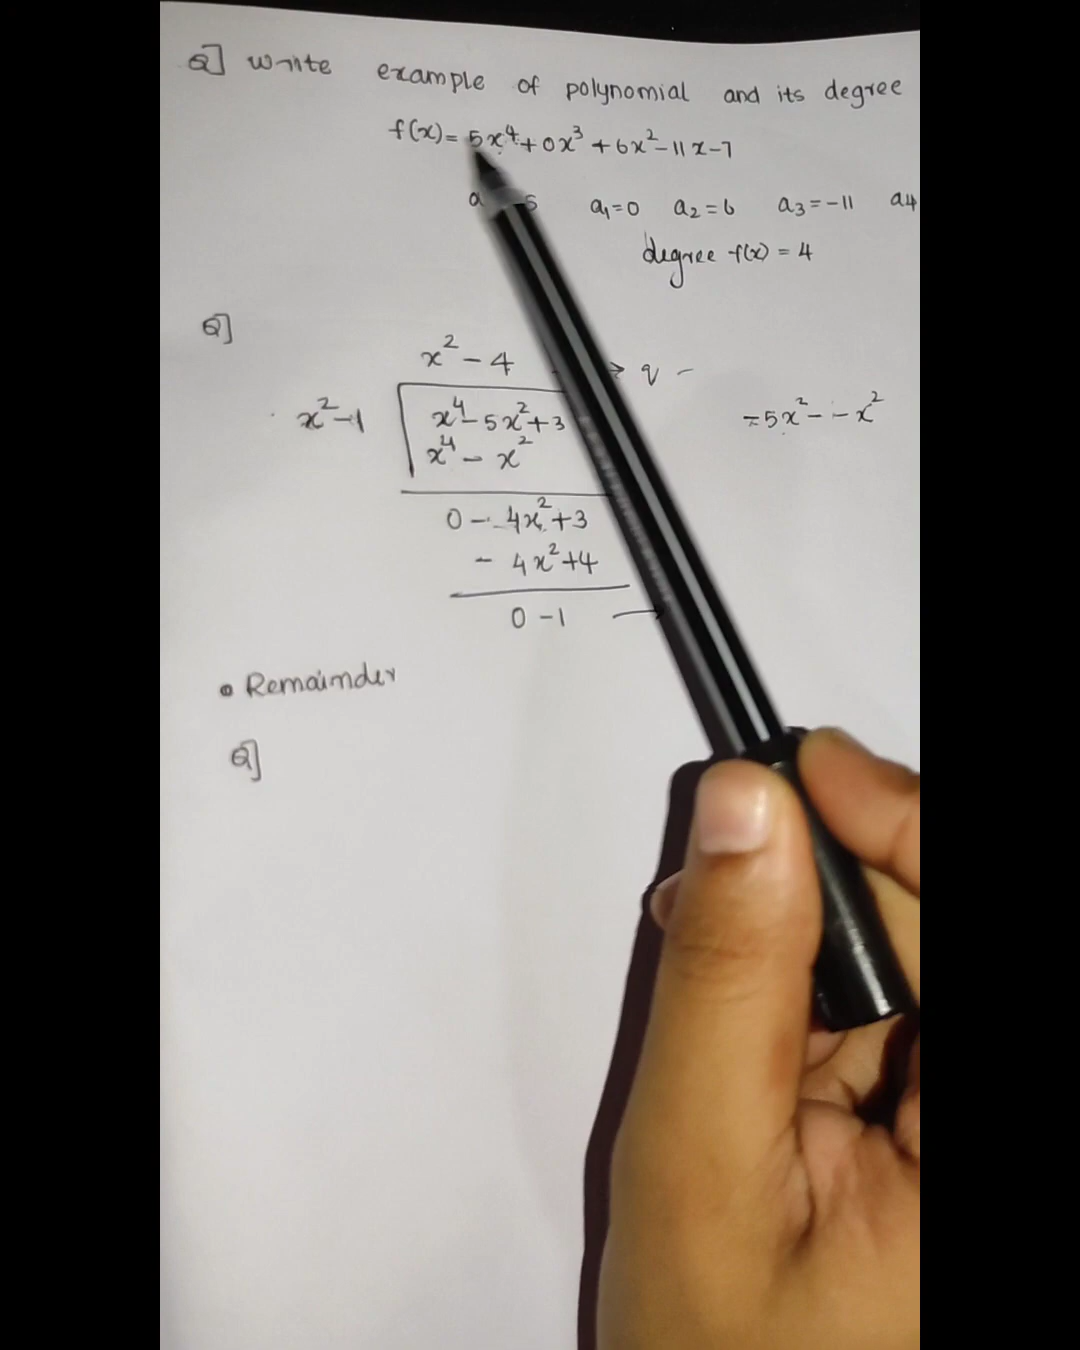 Q] Write example of polynomial and its degree
f(x) = 5x⁴ + 0x³ + 6x² - 11x - 7
a 5 a₁=0 a₂=6 a₃=-11 a₄
degree f(x) = 4
Q]
x² - 4 → q -
x² - 1 x⁴ - 5x² + 3 = 5x² - - x²
x⁴ - x²
0 - 4x² + 3
- 4x² + 4
0 - 1 →
• Remainder
Q]